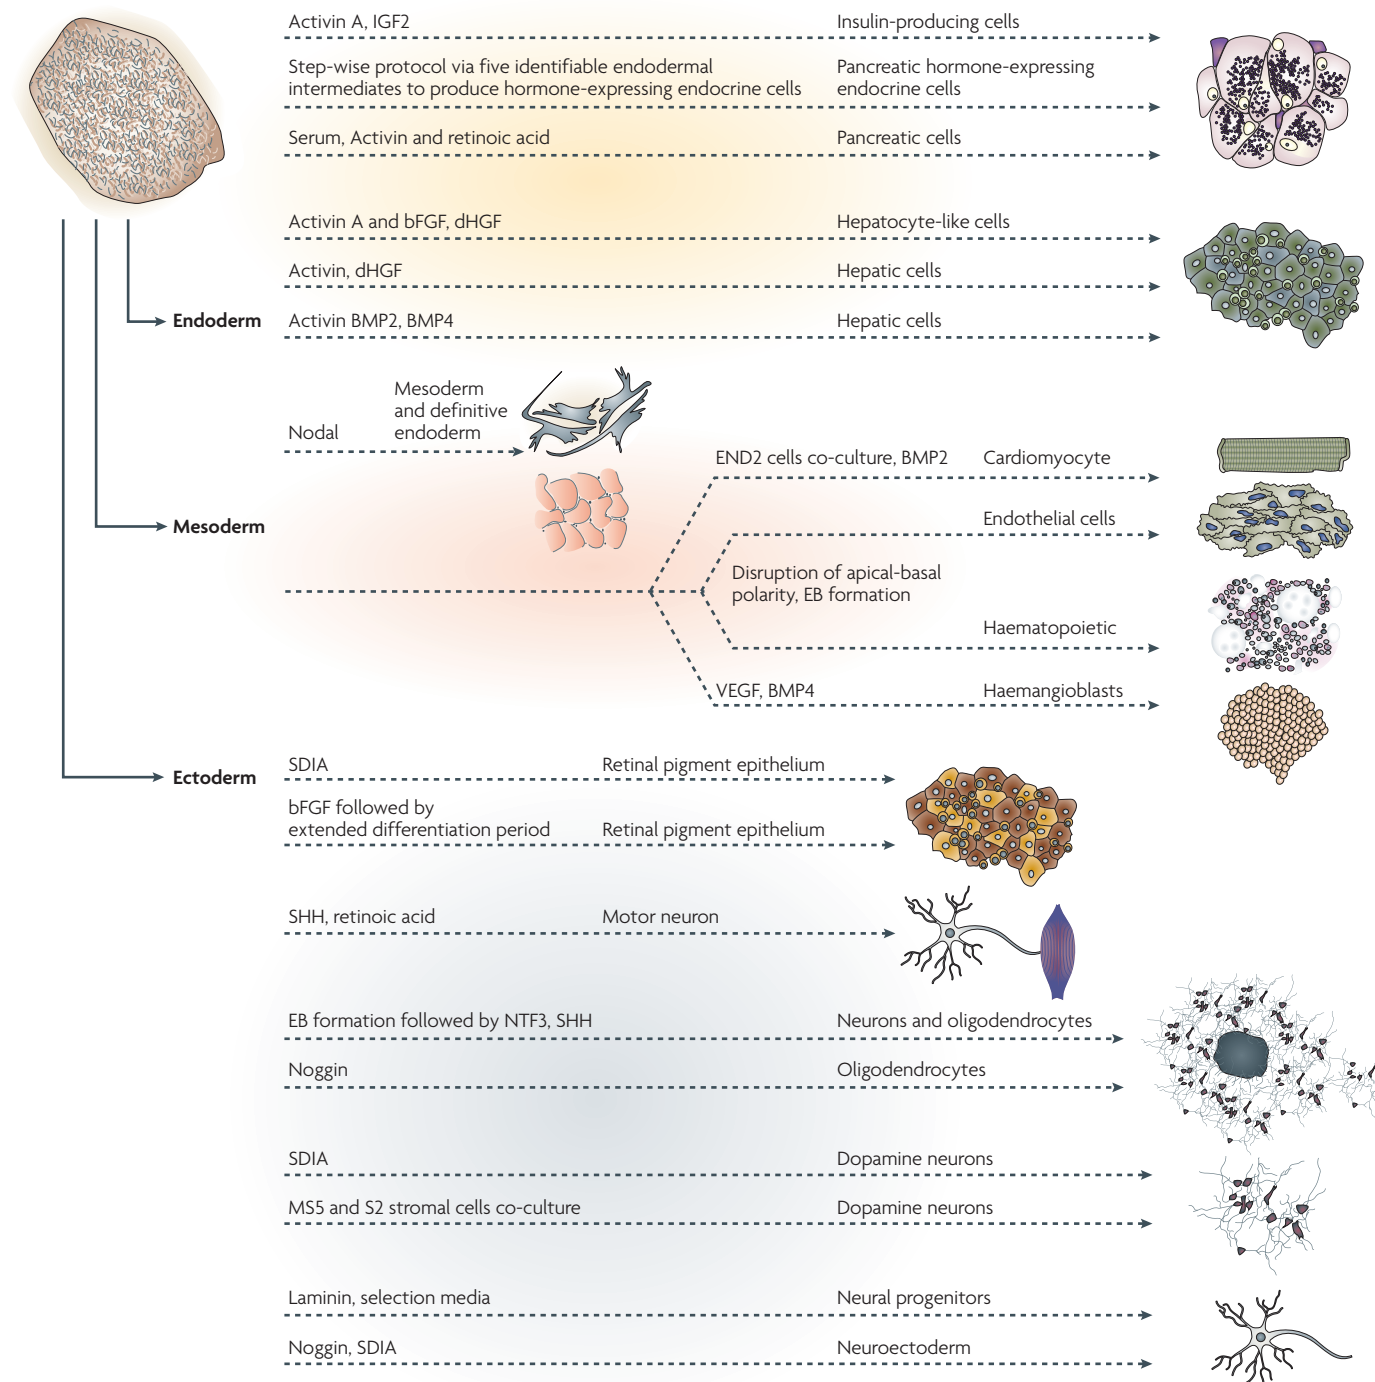 Activin A, IGF2
Insulin-producing cells
Step-wise protocol via five identifiable endodermal
intermediates to produce hormone-expressing endocrine cells
Pancreatic hormone-expressing
endocrine cells
Serum, Activin and retinoic acid
Pancreatic cells
Activin A and bFGF, dHGF
Hepatocyte-like cells
Activin, dHGF
Hepatic cells
Endoderm
Activin BMP2, BMP4
Hepatic cells
Nodal
Mesoderm
and definitive
endoderm
Mesoderm
END2 cells co-culture, BMP2
Cardiomyocyte
Endothelial cells
Disruption of apical-basal
polarity, EB formation
Haematopoietic
VEGF, BMP4
Haemangioblasts
Ectoderm
SDIA
Retinal pigment epithelium
bFGF followed by
extended differentiation period
Retinal pigment epithelium
SHH, retinoic acid
Motor neuron
EB formation followed by NTF3, SHH
Neurons and oligodendrocytes
Noggin
Oligodendrocytes
SDIA
Dopamine neurons
MS5 and S2 stromal cells co-culture
Dopamine neurons
Laminin, selection media
Neural progenitors
Noggin, SDIA
Neuroectoderm